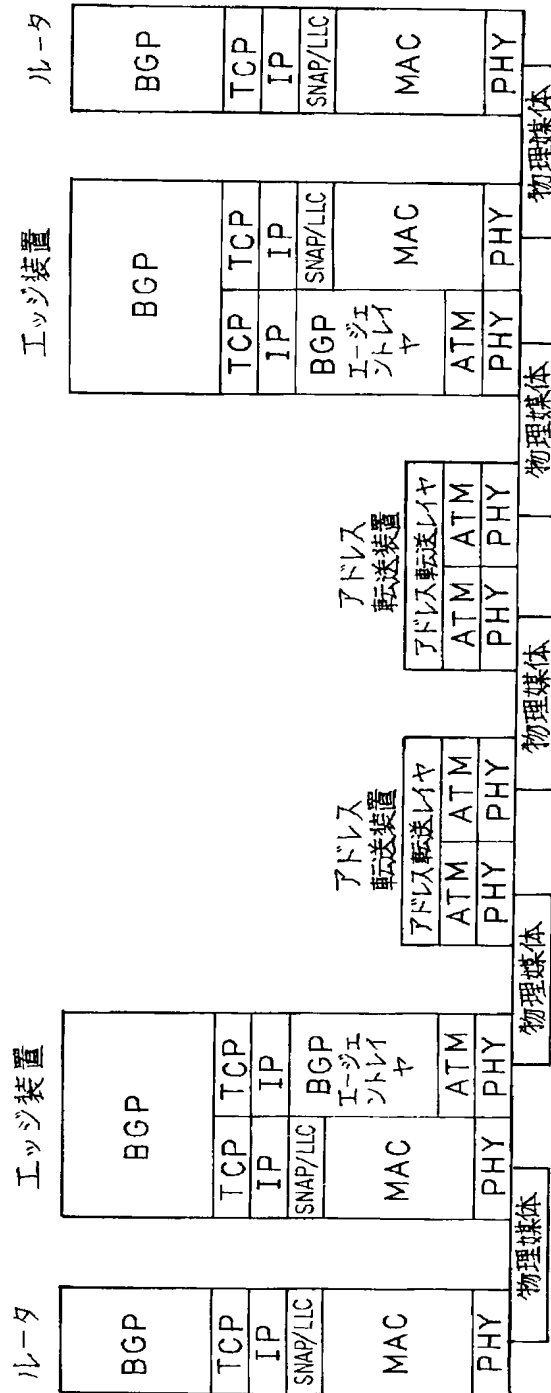 ルータ
BGP
TCP
IP
SNAP/LLC
MAC
PHY
物理媒体
エッジ装置
BGP
TCP TCP
IP IP
SNAP/LLC
MAC
PHY
BGP
エージェ
ントレイ
ヤ
ATM
PHY
物理媒体
アドレス
転送装置
アドレス転送レイヤ
ATM ATM
PHY PHY
物理媒体
アドレス
転送装置
アドレス転送レイヤ
ATM ATM
PHY PHY
物理媒体
エッジ装置
BGP
TCP TCP
IP IP
BGP
エージェ
ントレイ
ヤ
ATM
PHY
SNAP/LLC
MAC
PHY
物理媒体
ルータ
BGP
TCP
IP
SNAP/LLC
MAC
PHY